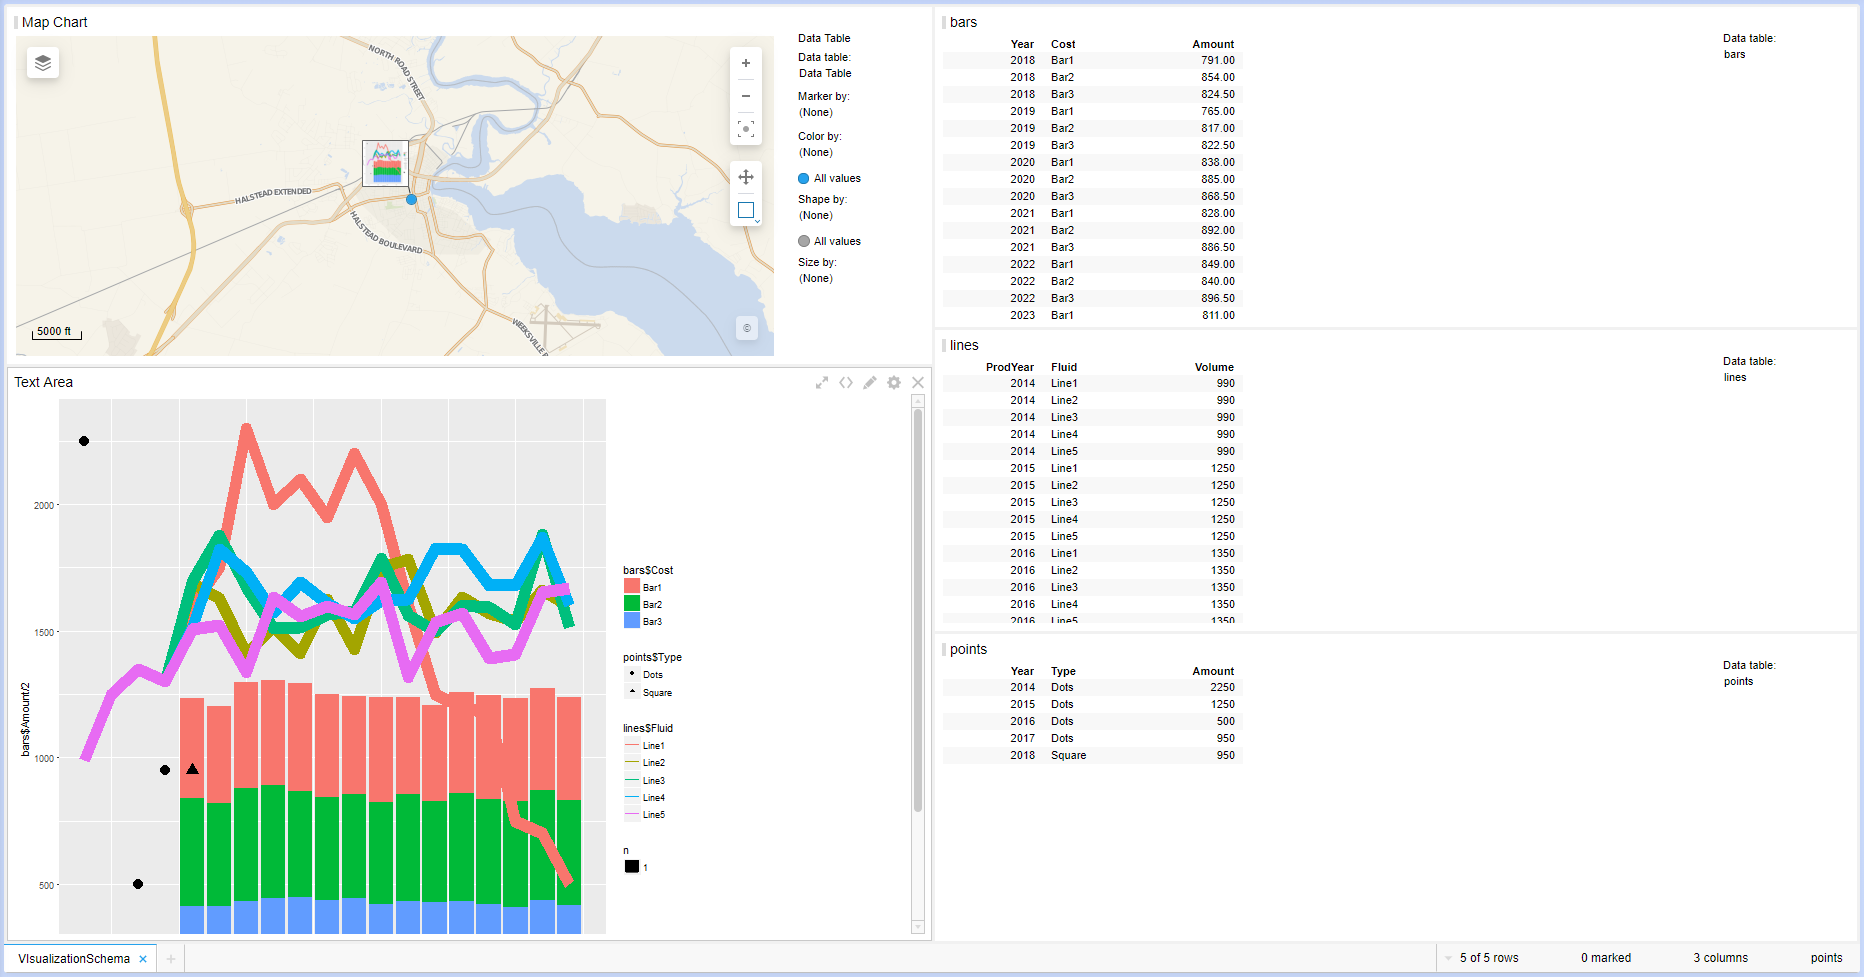 Map Chart
NORTH ROAD STREET
HALSTEAD EXTENDED
HALSTEAD BOULEVARD
WEEKSVILLE
5000 ft
©
Data Table
Data table:
Data Table
Marker by:
(None)
Color by:
(None)
All values
Shape by:
(None)
All values
Size by:
(None)
Text Area
bars$Amount/2
2000
1500
1000
500
bars$Cost
Bar1
Bar2
Bar3
points$Type
Dots
Square
lines$Fluid
Line1
Line2
Line3
Line4
Line5
n
1
bars
Year Cost Amount
2018 Bar1 791.00
2018 Bar2 854.00
2018 Bar3 824.50
2019 Bar1 765.00
2019 Bar2 817.00
2019 Bar3 822.50
2020 Bar1 838.00
2020 Bar2 885.00
2020 Bar3 868.50
2021 Bar1 828.00
2021 Bar2 892.00
2021 Bar3 886.50
2022 Bar1 849.00
2022 Bar2 840.00
2022 Bar3 896.50
2023 Bar1 811.00
Data table:
bars
lines
ProdYear Fluid Volume
2014 Line1 990
2014 Line2 990
2014 Line3 990
2014 Line4 990
2014 Line5 990
2015 Line1 1250
2015 Line2 1250
2015 Line3 1250
2015 Line4 1250
2015 Line5 1250
2016 Line1 1350
2016 Line2 1350
2016 Line3 1350
2016 Line4 1350
2016 Line5 1350
Data table:
lines
points
Year Type Amount
2014 Dots 2250
2015 Dots 1250
2016 Dots 500
2017 Dots 950
2018 Square 950
Data table:
points
VIsualizationSchema
5 of 5 rows 0 marked 3 columns points